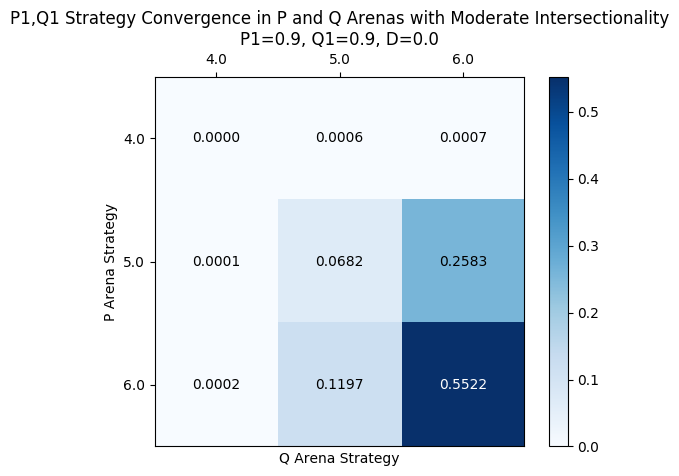 P1,Q1 Strategy Convergence in P and Q Arenas with Moderate Intersectionality
P1=0.9, Q1=0.9, D=0.0
4.0 5.0 6.0
4.0 0.0000 0.0006 0.0007
5.0 0.0001 0.0682 0.2583
6.0 0.0002 0.1197 0.5522
P Arena Strategy
Q Arena Strategy
0.5
0.4
0.3
0.2
0.1
0.0